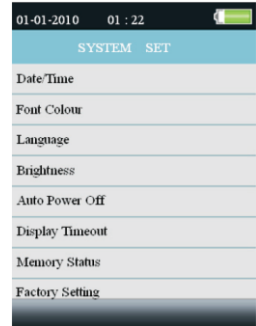 01-01-2010 01 : 22
SYSTEM SET
Date/Time
Font Colour
Language
Brightness
Auto Power Off
Display Timeout
Memory Status
Factory Setting